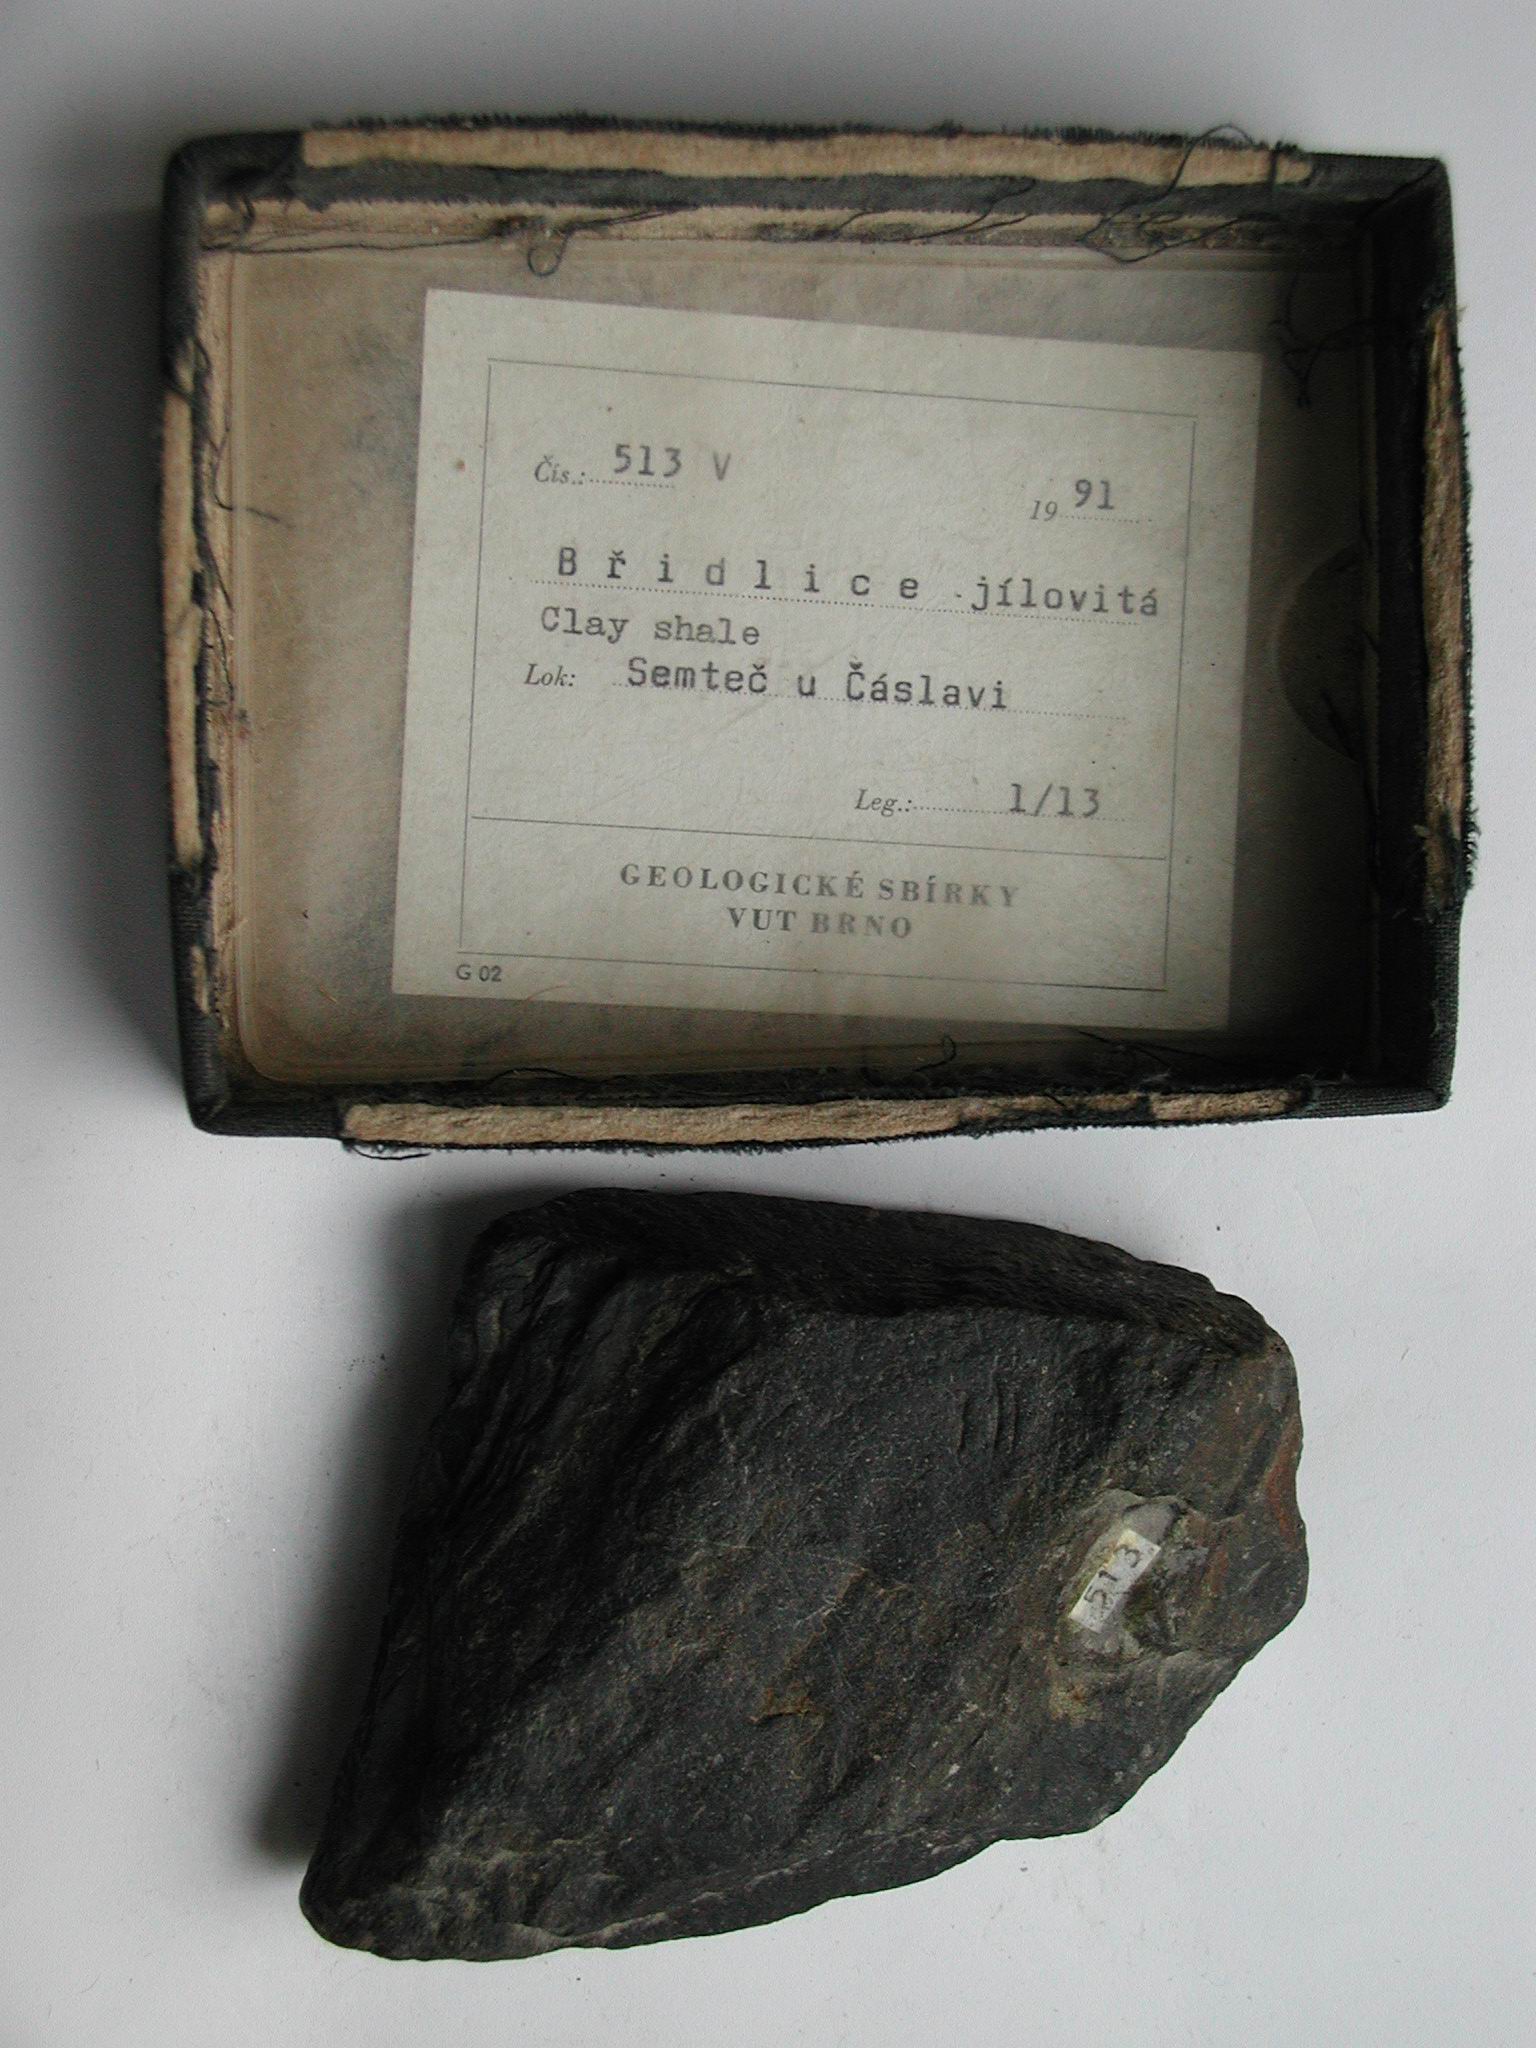 Čís.: 513 V
19 91
Břidlice jílovitá
Clay shale
Lok: Semteč u Čáslavi
Leg.: 1/13
GEOLOGICKÉ SBÍRKY
VUT BRNO
G 02
513